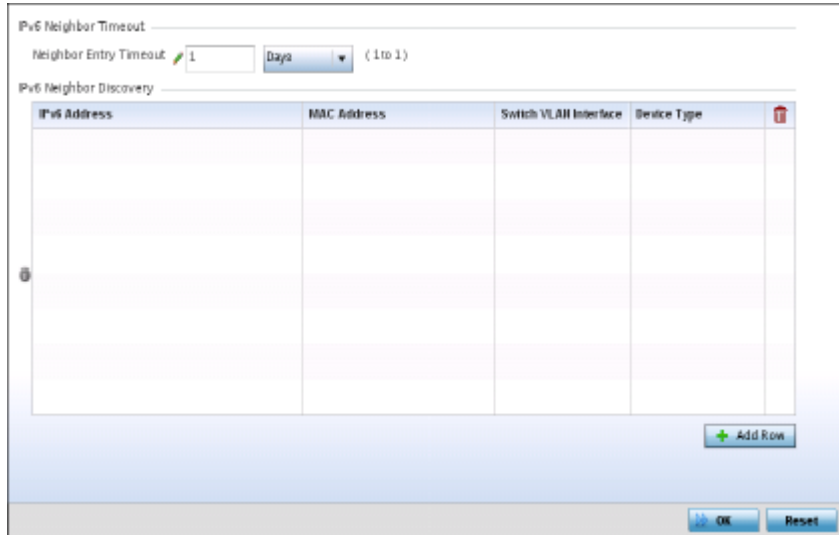 IPv6 Neighbor Timeout
Neighbor Entry Timeout 1 Days (1 to 1)
IPv6 Neighbor Discovery
IPv6 Address MAC Address Switch VLAN Interface Device Type
Add Row
OK Reset